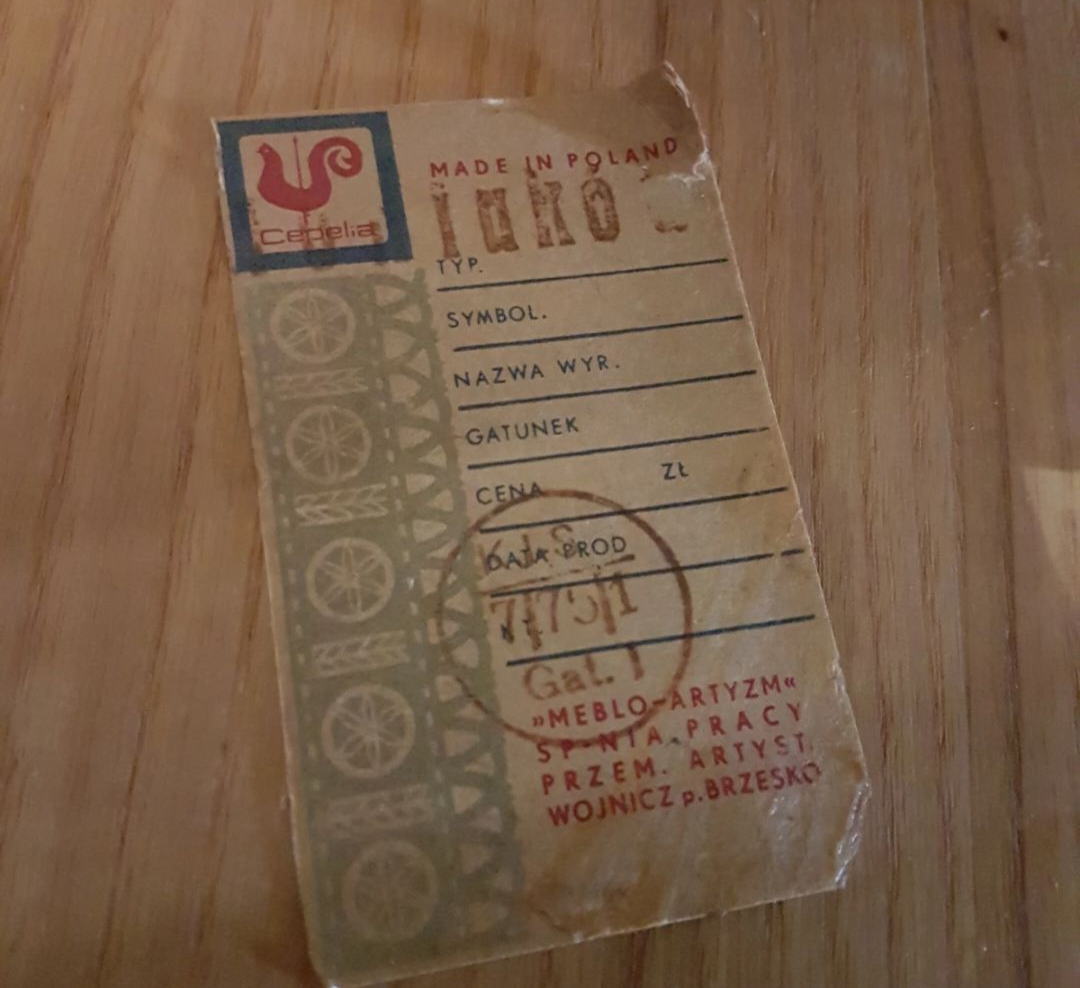 Cepelia
MADE IN POLAND
TYP.
SYMBOL.
NAZWA WYR.
GATUNEK
CENA ZŁ
DATA PROD
Gat. I
»MEBLO-ARTYZM«
SP-NIA PRACY
PRZEM. ARTYST.
WOJNICZ p. BRZESKO